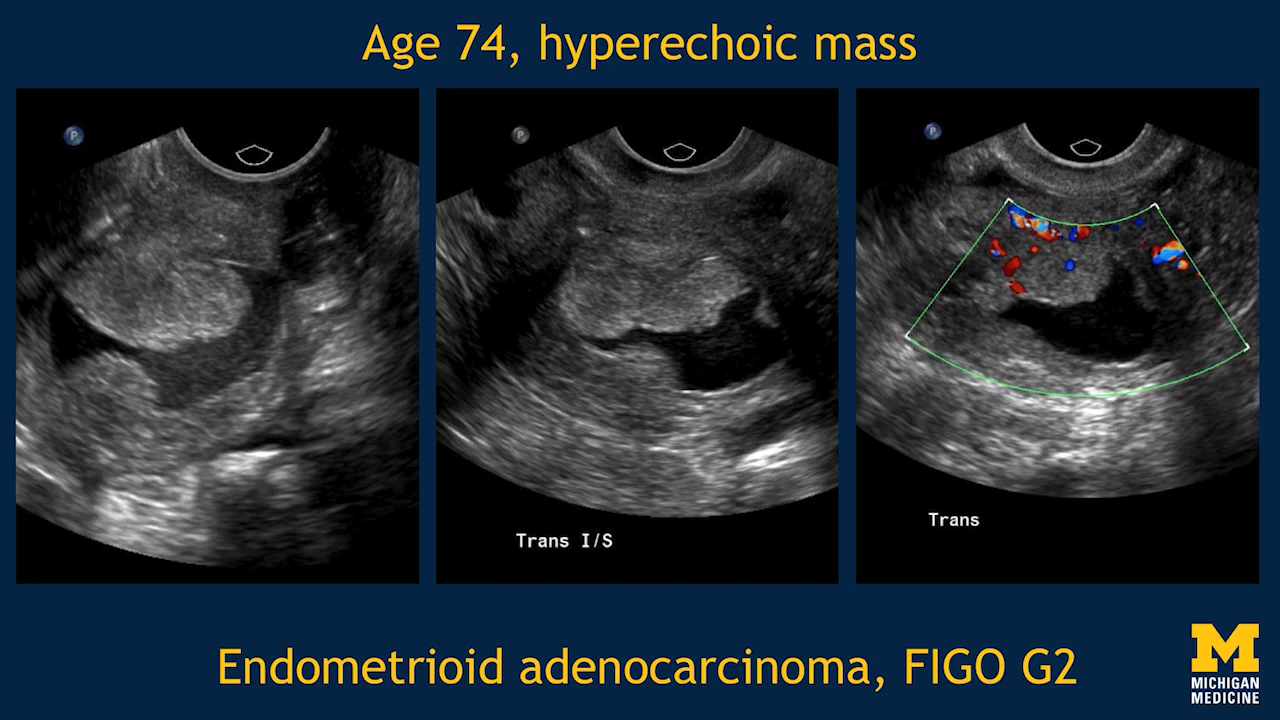 Age 74, hyperechoic mass
P
P
P
Trans I/S
Trans
Endometrioid adenocarcinoma, FIGO G2
M
MICHIGAN
MEDICINE